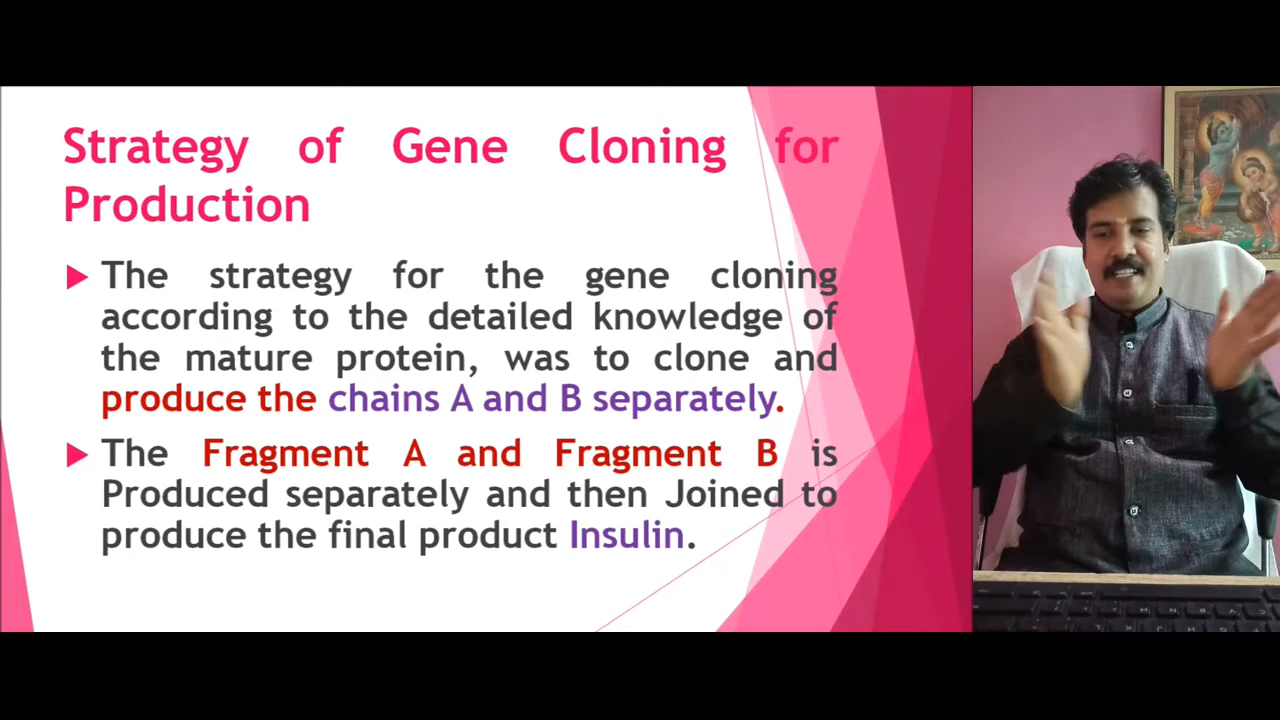 Strategy of Gene Cloning for
Production
The strategy for the gene cloning
according to the detailed knowledge of
the mature protein, was to clone and
produce the chains A and B separately.
The Fragment A and Fragment B is
Produced separately and then Joined to
produce the final product Insulin.